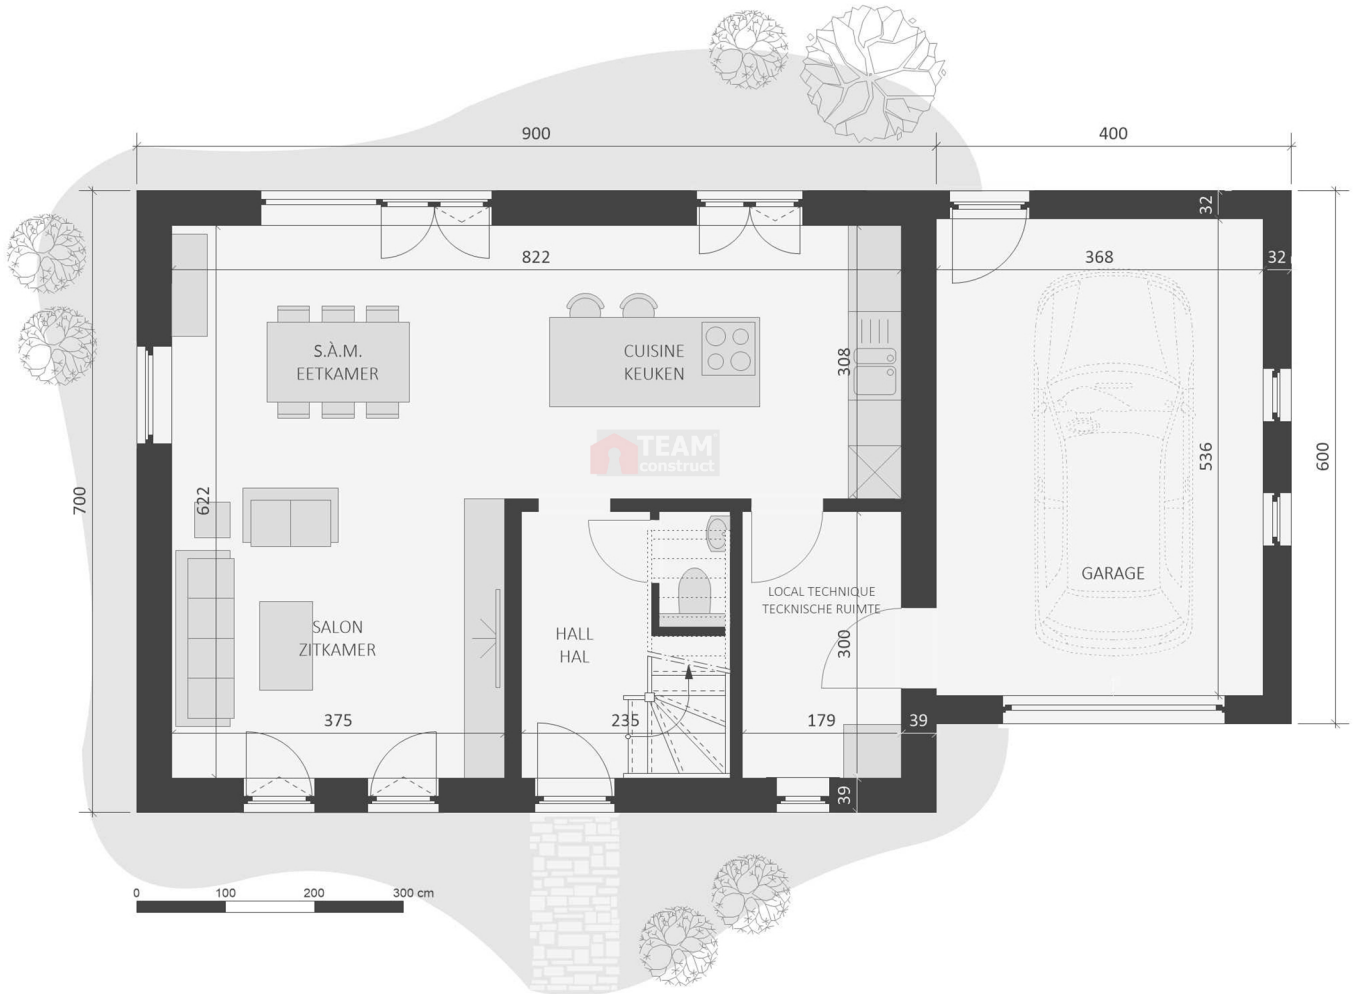 900
400
32
822
368
32
S.À.M.
EETKAMER
CUISINE
KEUKEN
308
TEAM
construct
536
600
700
622
GARAGE
LOCAL TECHNIQUE
TECKNISCHE RUIMTE
SALON
ZITKAMER
HALL
HAL
300
375
235
179
39
39
0 100 200 300 cm